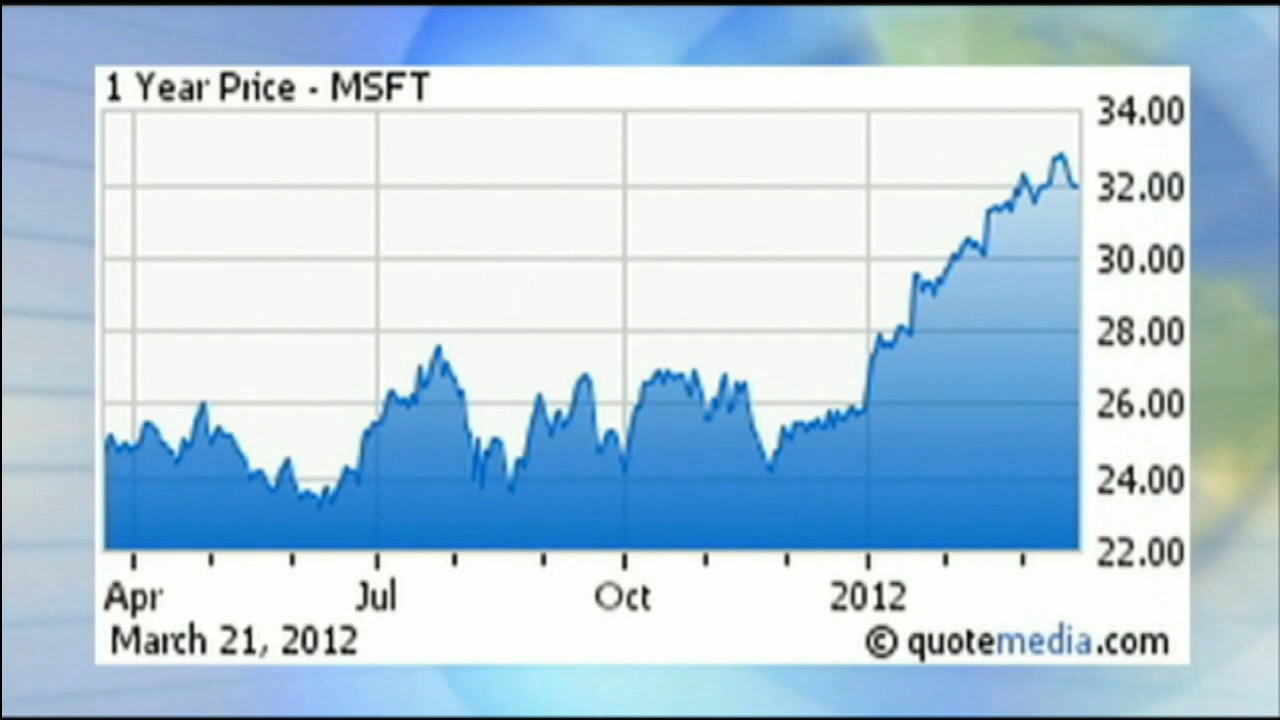 1 Year Price - MSFT
34.00
32.00
30.00
28.00
26.00
24.00
22.00
Apr Jul Oct 2012
March 21, 2012 © quotemedia.com